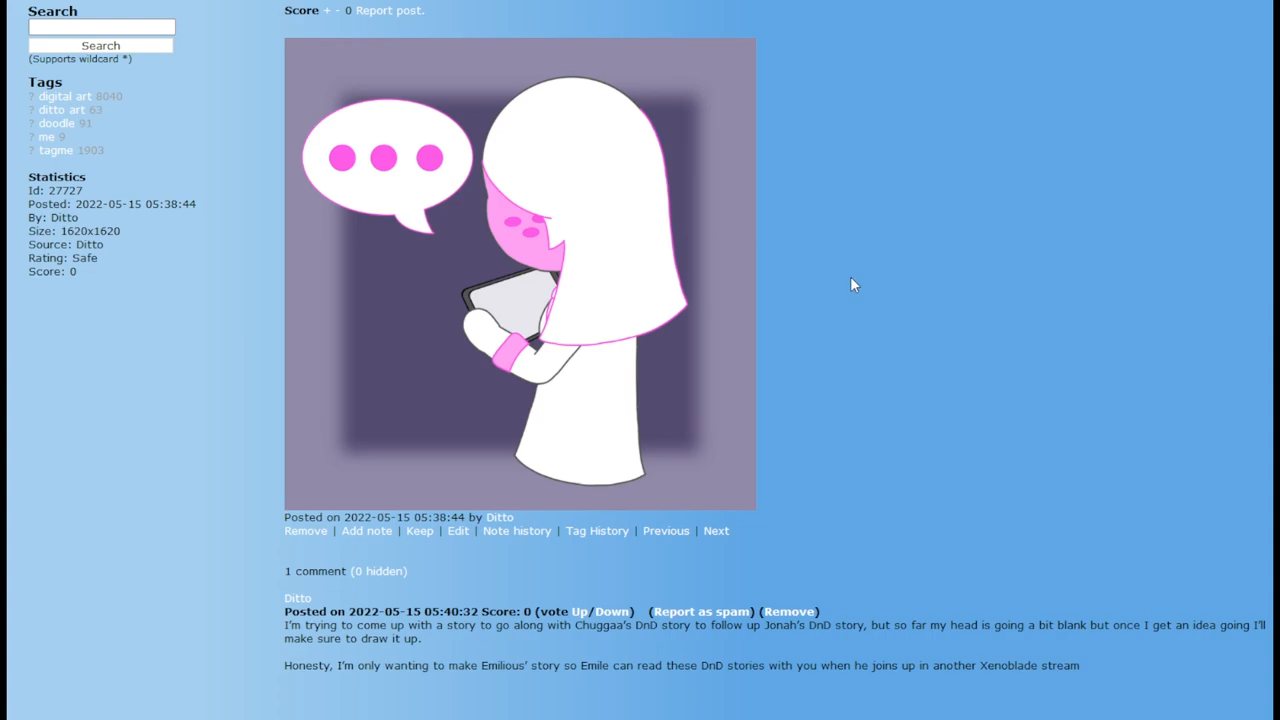 Search
Search
(Supports wildcard *)
Tags
? digital art 8040
? ditto art 63
? doodle 91
? me 9
? tagme 1903
Statistics
Id: 27727
Posted: 2022-05-15 05:38:44
By: Ditto
Size: 1620x1620
Source: Ditto
Rating: Safe
Score: 0
Score + - 0 Report post.
Posted on 2022-05-15 05:38:44 by Ditto
Remove | Add note | Keep | Edit | Note history | Tag History | Previous | Next
1 comment (0 hidden)
Ditto
Posted on 2022-05-15 05:40:32 Score: 0 (vote Up/Down) (Report as spam) (Remove)
I'm trying to come up with a story to go along with Chuggaa's DnD story to follow up Jonah's DnD story, but so far my head is going a bit blank but once I get an idea going I'll
make sure to draw it up.
Honesty, I'm only wanting to make Emilious' story so Emile can read these DnD stories with you when he joins up in another Xenoblade stream